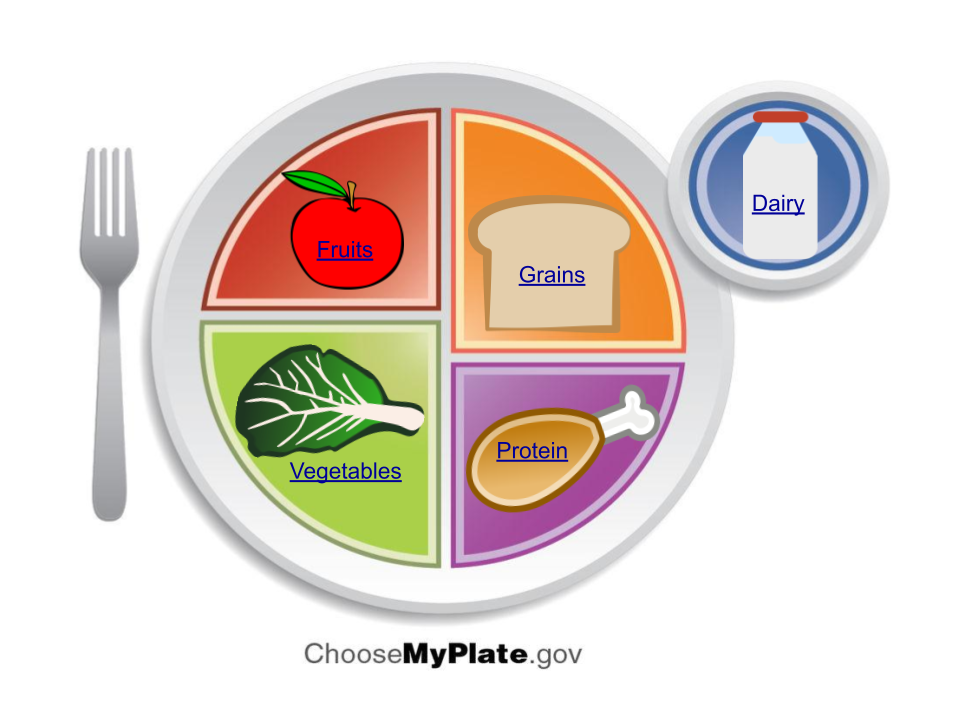 Fruits
Grains
Dairy
Vegetables
Protein
ChooseMyPlate.gov